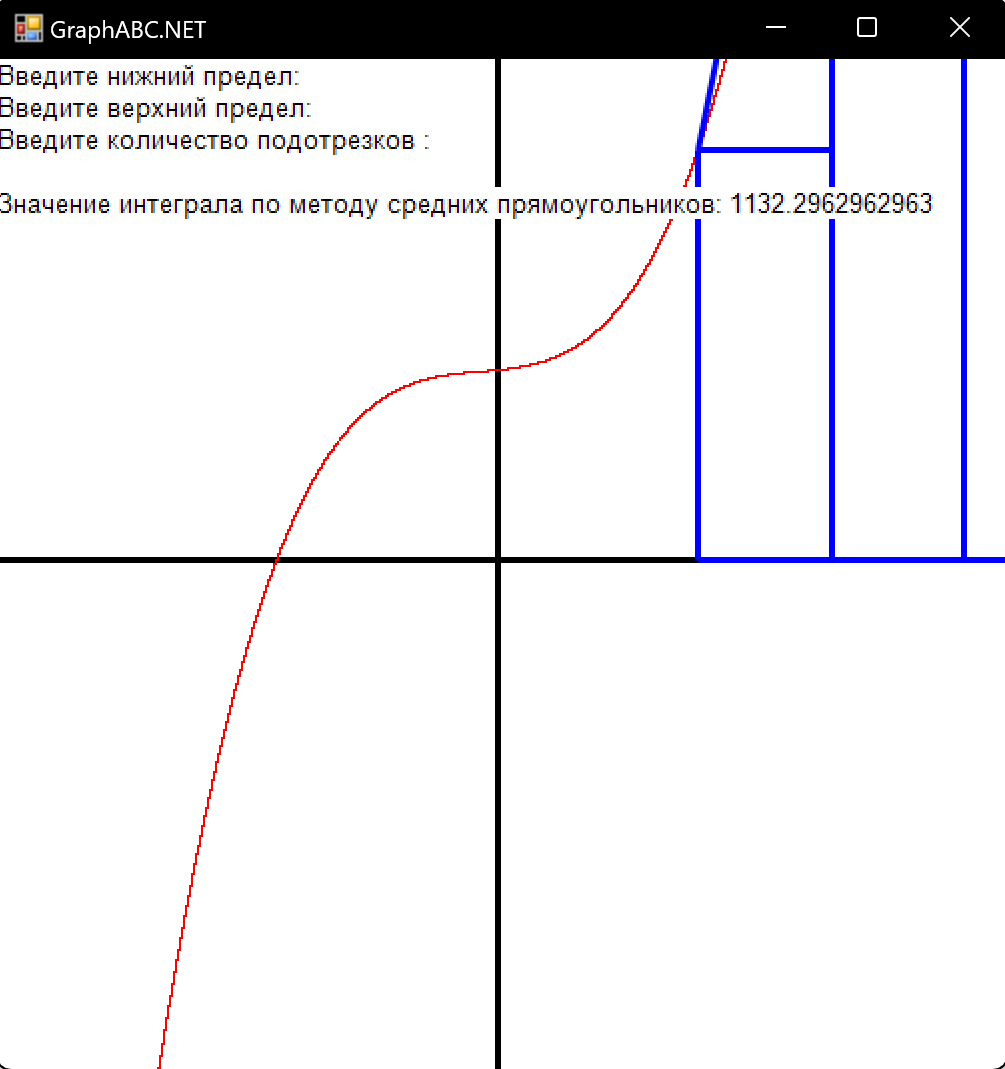 GraphABC.NET
Введите нижний предел:
Введите верхний предел:
Введите количество подотрезков :
Значение интеграла по методу средних прямоугольников: 1132.2962962963